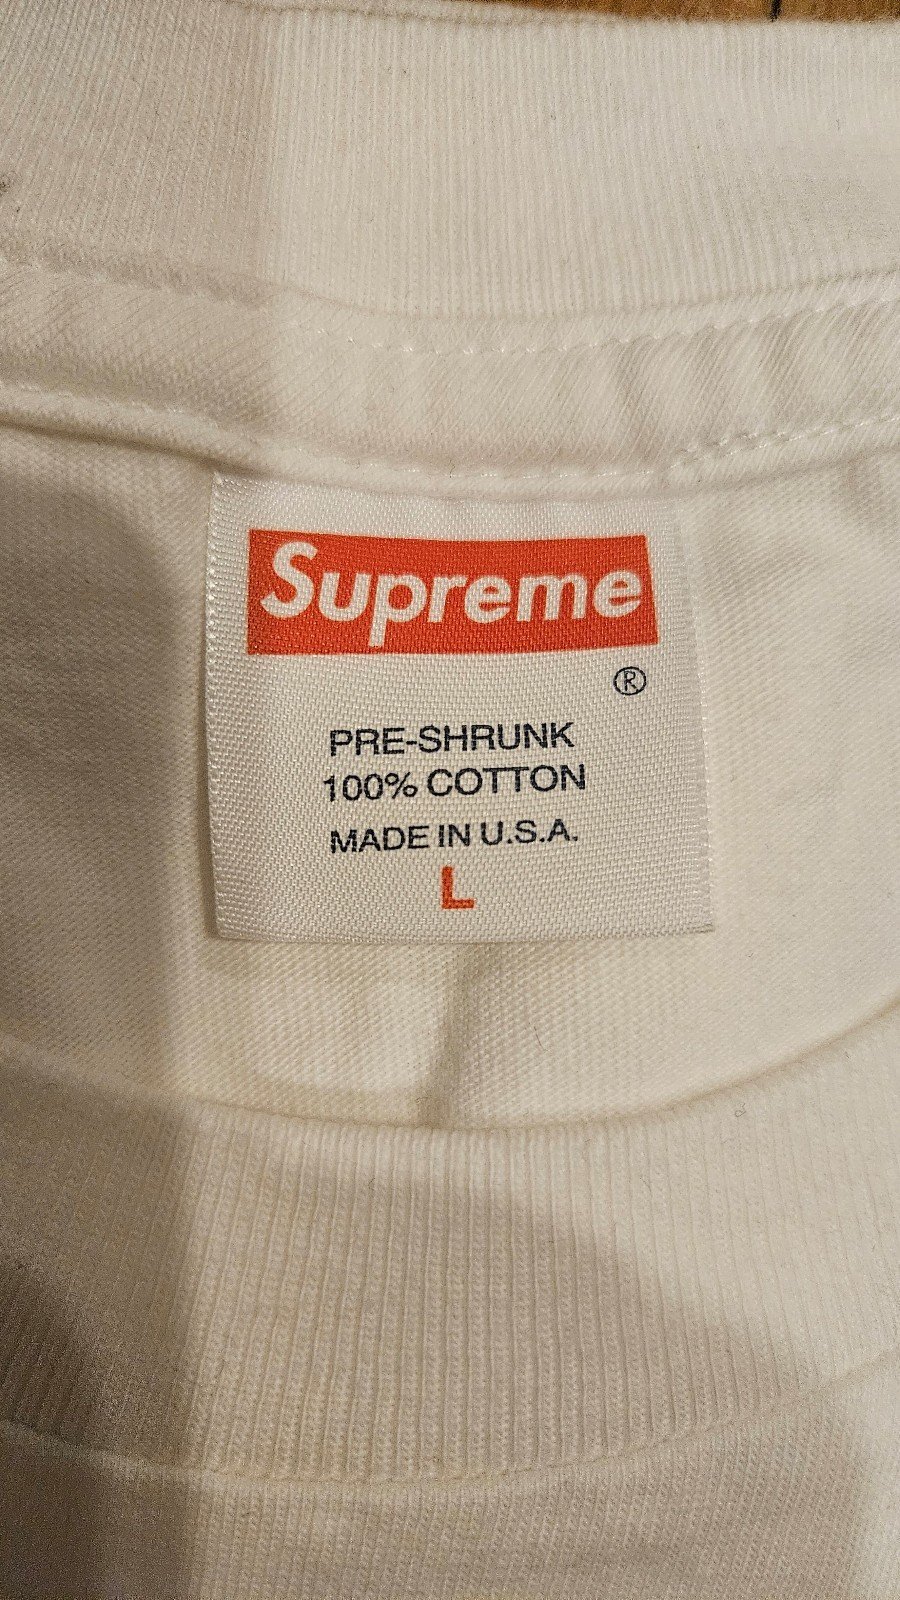 Supreme
®
PRE-SHRUNK
100% COTTON
MADE IN U.S.A.
L